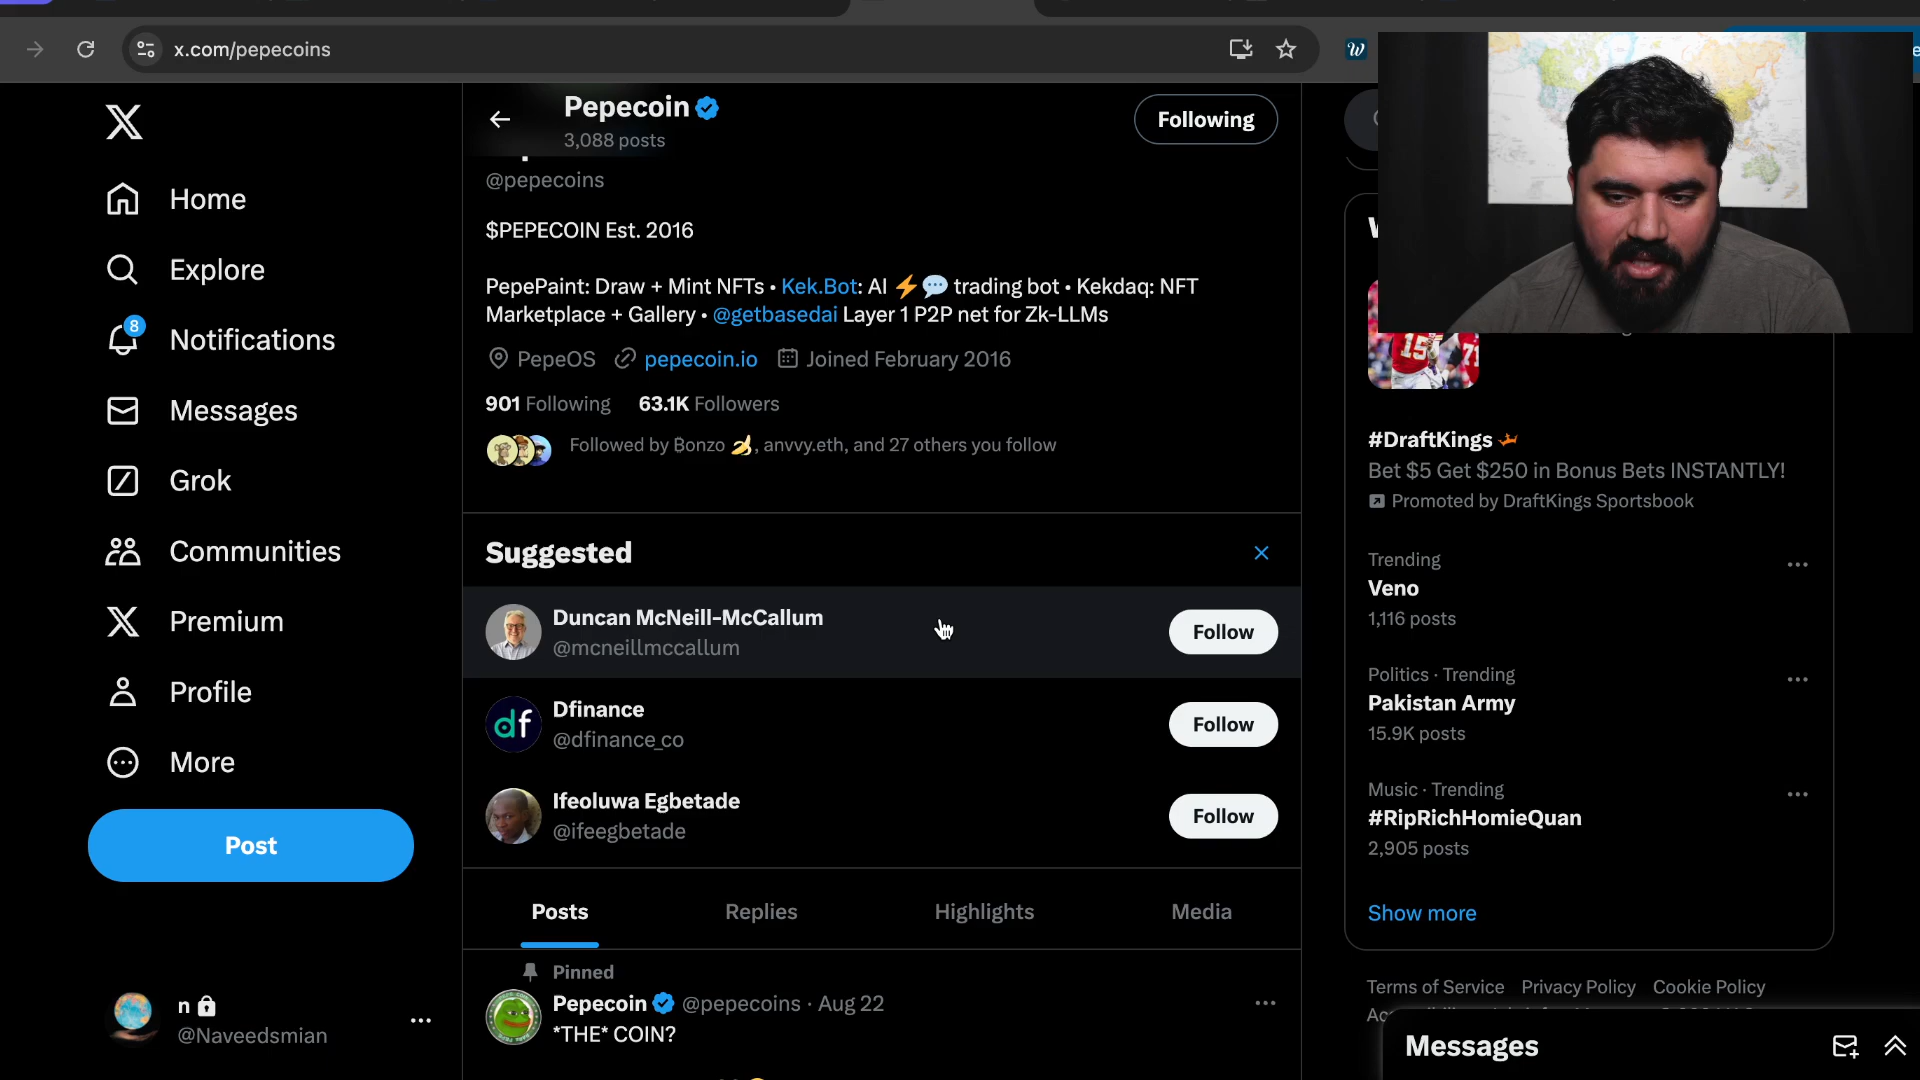 x.com/pepecoins
Pepecoin
3,088 posts
Following
@pepecoins
$PEPECOIN Est. 2016
PepePaint: Draw + Mint NFTs • Kek.Bot: AI ⚡💬 trading bot • Kekdaq: NFT
Marketplace + Gallery • @getbasedai Layer 1 P2P net for Zk-LLMs
PepeOS pepecoin.io Joined February 2016
901 Following 63.1K Followers
Followed by ₿onzo 🍌, anvvy.eth, and 27 others you follow
Suggested
Duncan McNeill-McCallum
@mcneillmccallum
Follow
Dfinance
@dfinance_co
Follow
Ifeoluwa Egbetade
@ifeegbetade
Follow
Posts Replies Highlights Media
Pinned
Pepecoin @pepecoins · Aug 22
*THE* COIN?
Home
Explore
8
Notifications
Messages
Grok
Communities
Premium
Profile
More
Post
n
@Naveedsmian
15
#DraftKings
Bet $5 Get $250 in Bonus Bets INSTANTLY!
Promoted by DraftKings Sportsbook
Trending
Veno
1,116 posts
Politics · Trending
Pakistan Army
15.9K posts
Music · Trending
#RipRichHomieQuan
2,905 posts
Show more
Terms of Service Privacy Policy Cookie Policy
Messages